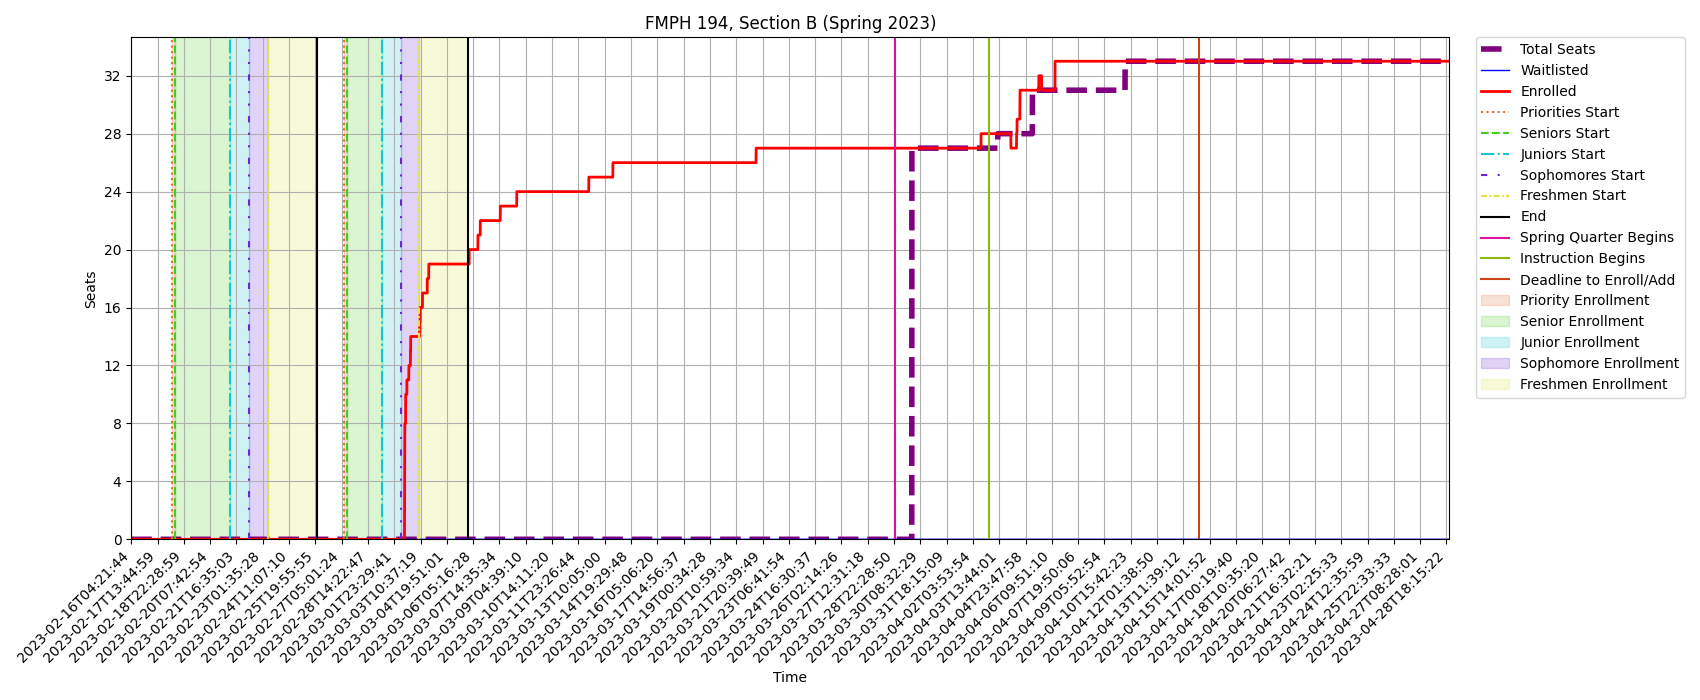 FMPH 194, Section B (Spring 2023)
Seats
32
28
24
20
16
12
8
4
0
2023-02-16T04:21:44
2023-02-17T13:44:59
2023-02-18T22:28:59
2023-02-20T07:42:54
2023-02-21T16:35:03
2023-02-23T01:35:28
2023-02-24T11:07:10
2023-02-25T19:55:55
2023-02-27T05:01:24
2023-02-28T14:22:47
2023-03-01T23:29:41
2023-03-03T10:37:19
2023-03-04T19:51:01
2023-03-06T05:16:28
2023-03-07T14:35:34
2023-03-09T04:39:10
2023-03-10T14:11:20
2023-03-11T23:26:44
2023-03-13T10:05:00
2023-03-14T19:29:48
2023-03-16T05:06:20
2023-03-17T14:56:37
2023-03-19T00:34:28
2023-03-20T10:59:34
2023-03-21T20:39:49
2023-03-23T06:41:54
2023-03-24T16:30:37
2023-03-26T02:14:26
2023-03-27T12:31:18
2023-03-28T22:28:50
2023-03-30T08:32:29
2023-03-31T18:15:09
2023-04-02T03:53:54
2023-04-03T13:44:01
2023-04-04T23:47:58
2023-04-06T09:51:10
2023-04-07T19:50:06
2023-04-09T05:52:54
2023-04-10T15:42:23
2023-04-12T01:38:50
2023-04-13T11:39:12
2023-04-15T14:01:52
2023-04-17T00:19:40
2023-04-18T10:35:20
2023-04-20T06:27:42
2023-04-21T16:32:21
2023-04-23T02:25:33
2023-04-24T12:35:59
2023-04-25T22:33:33
2023-04-27T08:28:01
2023-04-28T18:15:22
Time
Total Seats
Waitlisted
Enrolled
Priorities Start
Seniors Start
Juniors Start
Sophomores Start
Freshmen Start
End
Spring Quarter Begins
Instruction Begins
Deadline to Enroll/Add
Priority Enrollment
Senior Enrollment
Junior Enrollment
Sophomore Enrollment
Freshmen Enrollment